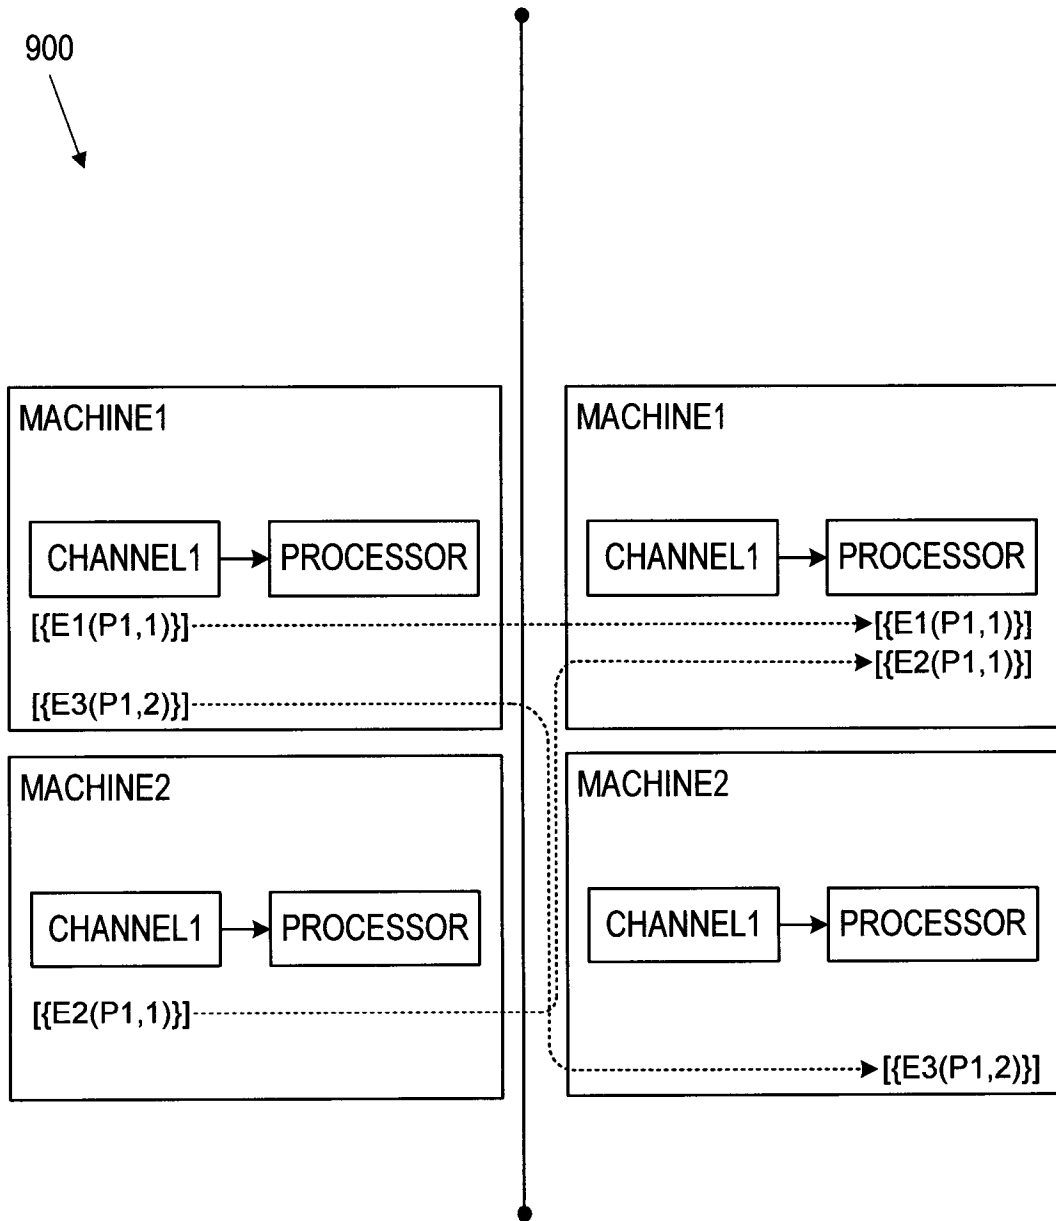 900
MACHINE1
CHANNEL1
PROCESSOR
[{E1(P1,1)}]
[{E3(P1,2)}]
MACHINE2
CHANNEL1
PROCESSOR
[{E2(P1,1)}]
MACHINE1
CHANNEL1
PROCESSOR
[{E1(P1,1)}]
[{E2(P1,1)}]
MACHINE2
CHANNEL1
PROCESSOR
[{E3(P1,2)}]